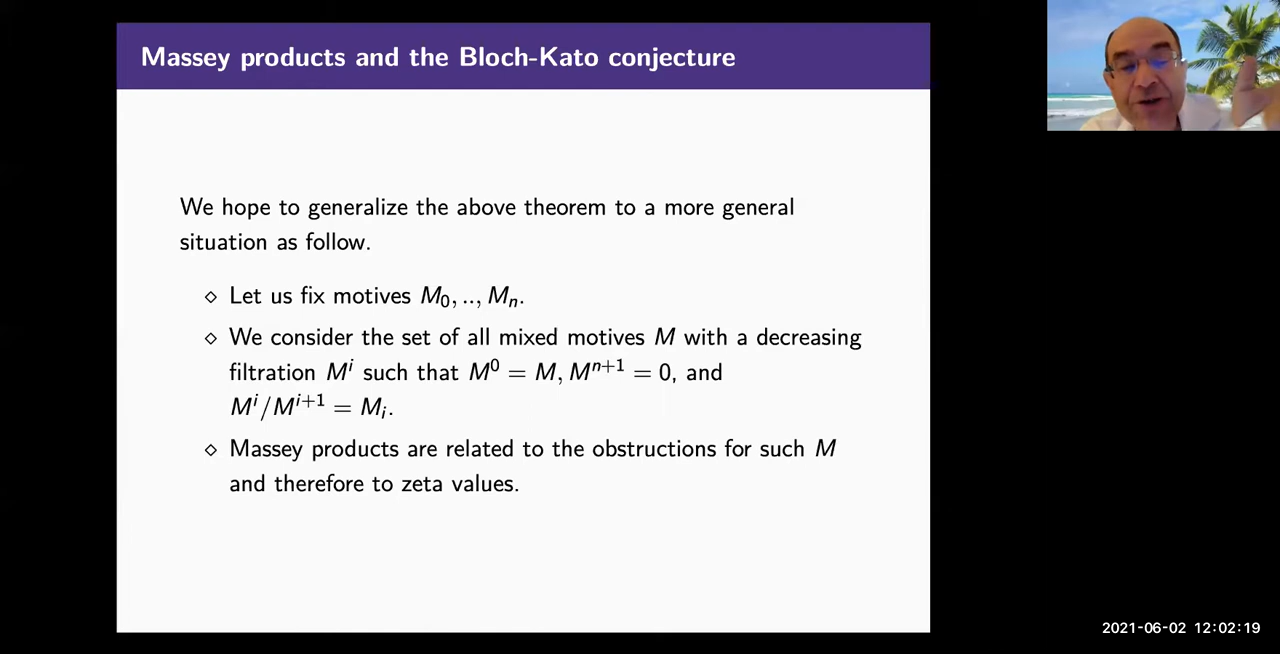 Massey products and the Bloch-Kato conjecture
We hope to generalize the above theorem to a more general
situation as follow.
⋄ Let us fix motives M₀, .., Mₙ.
⋄ We consider the set of all mixed motives M with a decreasing
filtration Mⁱ such that M⁰ = M, Mⁿ⁺¹ = 0, and
Mⁱ/Mⁱ⁺¹ = Mᵢ.
⋄ Massey products are related to the obstructions for such M
and therefore to zeta values.
2021-06-02 12:02:19